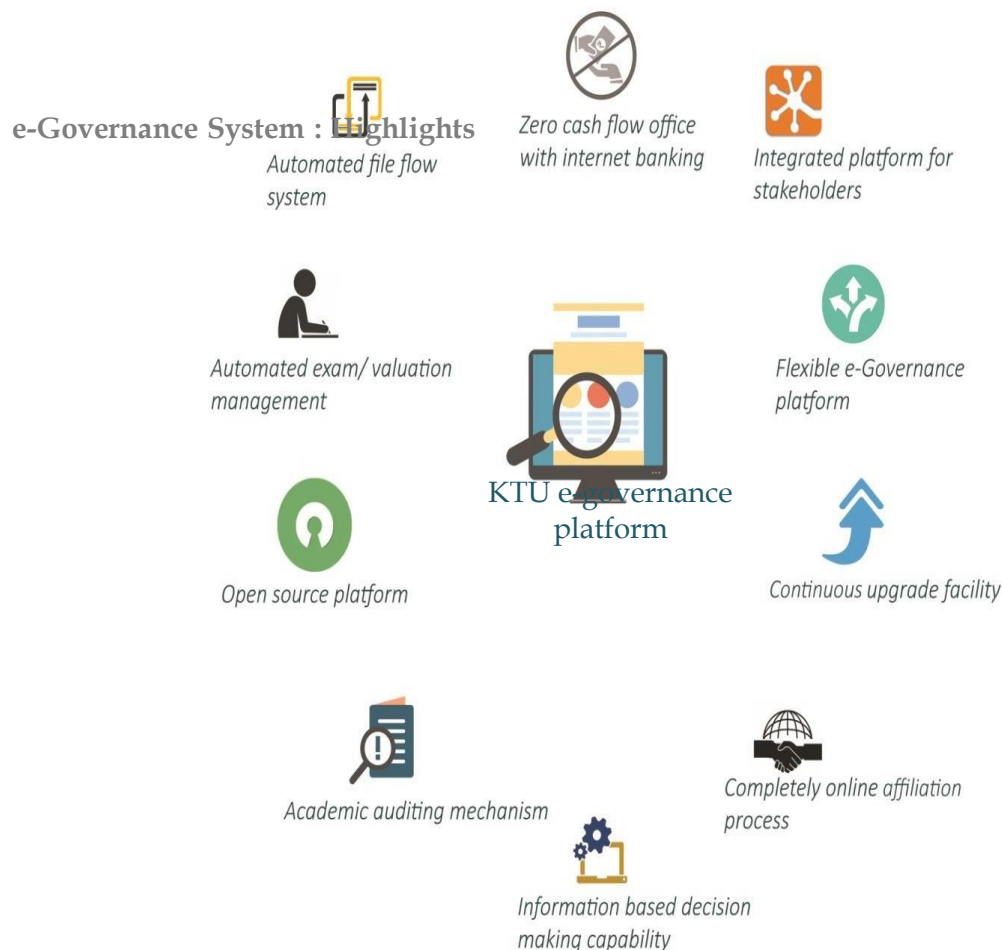 e-Governance System : Highlights
Automated file flow
system
Zero cash flow office
with internet banking
Integrated platform for
stakeholders
Automated exam/ valuation
management
Flexible e-Governance
platform
KTU e-governance
platform
Open source platform
Continuous upgrade facility
Academic auditing mechanism
Completely online affiliation
process
Information based decision
making capability